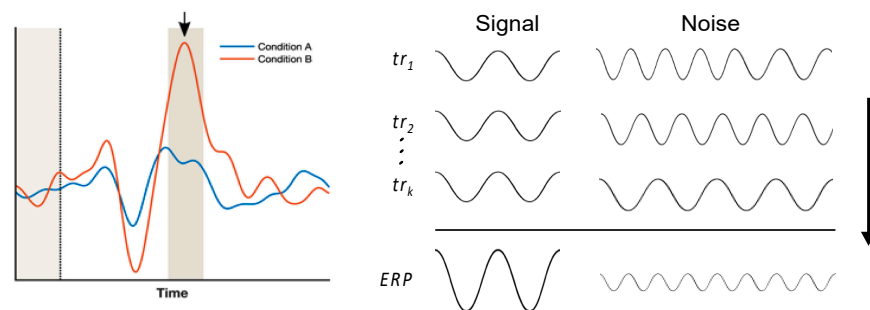 Condition A
Condition B
Time
Signal Noise
tr1
tr2
trk
ERP